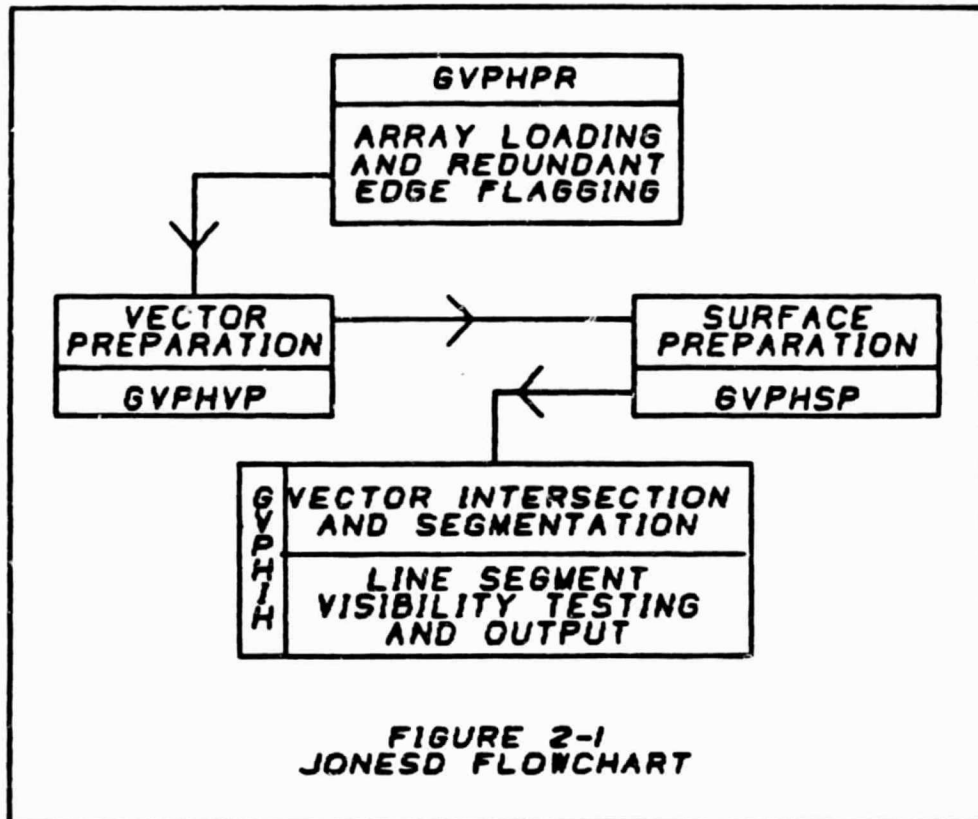 GVPHPR
ARRAY LOADING
AND REDUNDANT
EDGE FLAGGING
VECTOR
PREPARATION
GVPHVP
SURFACE
PREPARATION
GVPHSP
GVPHIH
VECTOR INTERSECTION
AND SEGMENTATION
LINE SEGMENT
VISIBILITY TESTING
AND OUTPUT
FIGURE 2-1
JONESD FLOWCHART